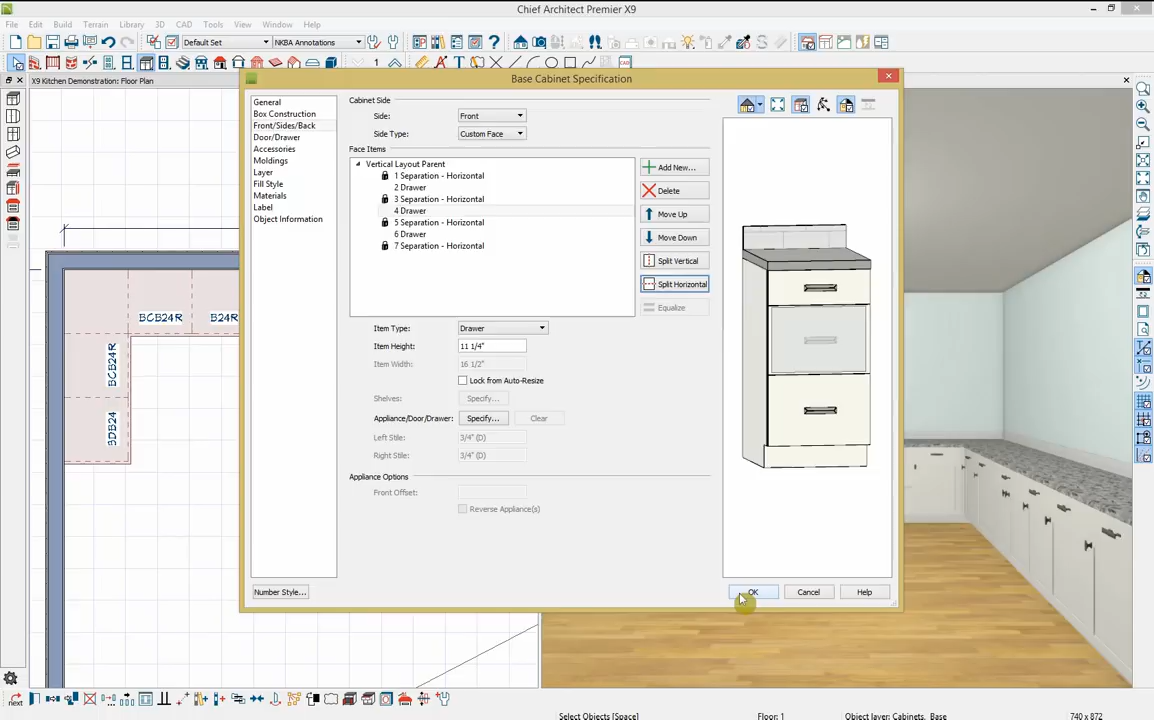 Chief Architect Premier X9
File Edit Build Terrain Library 3D CAD Tools Window Help
Default Set NKBA Annotations
X9 Kitchen Demonstration: Floor Plan
Base Cabinet Specification
General
Box Construction
Front/Sides/Back
Door/Drawer
Accessories
Moldings
Layer
Fill Style
Materials
Label
Object Information
Cabinet Side
Side: Front
Side Type: Custom Face
Face Items
Vertical Layout Parent
1 Separation - Horizontal
2 Drawer
3 Separation - Horizontal
4 Drawer
5 Separation - Horizontal
6 Drawer
7 Separation - Horizontal
Add New...
Delete
Move Up
Move Down
Split Vertical
Split Horizontal
Equalize
Item Type: Drawer
Item Height: 11 1/4"
Item Width: 16 1/2"
Lock from Auto-Resize
Shelves: Specify...
Appliance/Door/Drawer: Specify... Clear
Left Stile: 3/4" (D)
Right Stile: 3/4" (D)
Appliance Options
Front Offset:
Reverse Appliance(s)
Number Style...
OK Cancel Help
BCB24R B24R
BCB24R
BDB24
next
Select Objects [Space] Floor: 1 Object layer: Cabinets, Base 740 x 872